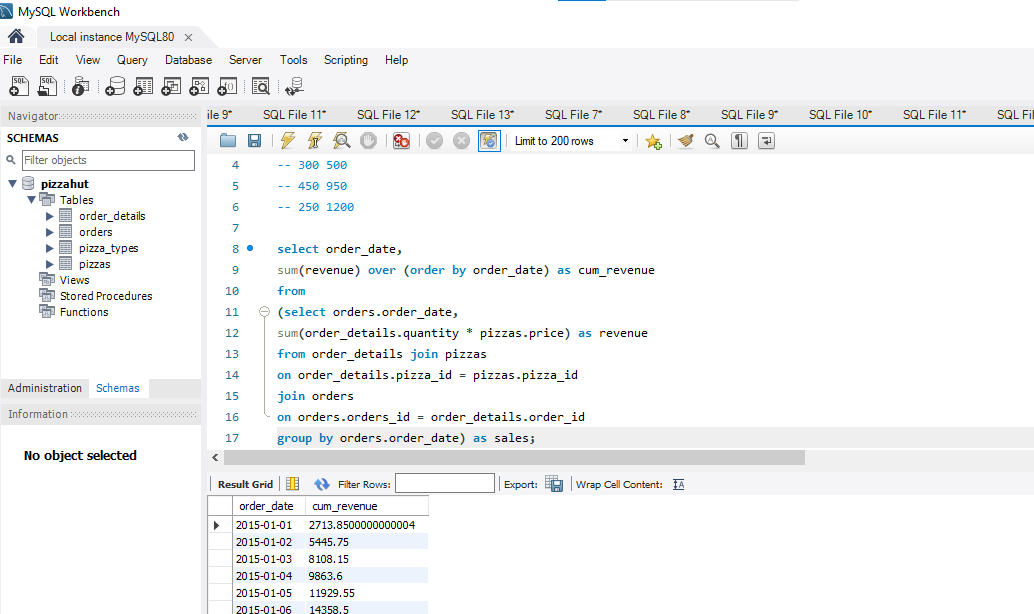 MySQL Workbench
Local instance MySQL80
File Edit View Query Database Server Tools Scripting Help
Navigator
SCHEMAS
Filter objects
pizzahut
Tables
order_details
orders
pizza_types
pizzas
Views
Stored Procedures
Functions
Administration Schemas
Information
No object selected
ile 9* SQL File 11* SQL File 12* SQL File 13* SQL File 7* SQL File 8* SQL File 9* SQL File 10* SQL File 11* SQL Fi
Limit to 200 rows
4 -- 300 500
5 -- 450 950
6 -- 250 1200
7
8 select order_date,
9 sum(revenue) over (order by order_date) as cum_revenue
10 from
11 (select orders.order_date,
12 sum(order_details.quantity * pizzas.price) as revenue
13 from order_details join pizzas
14 on order_details.pizza_id = pizzas.pizza_id
15 join orders
16 on orders.orders_id = order_details.order_id
17 group by orders.order_date) as sales;
Result Grid Filter Rows: Export: Wrap Cell Content:
order_date cum_revenue
2015-01-01 2713.8500000000004
2015-01-02 5445.75
2015-01-03 8108.15
2015-01-04 9863.6
2015-01-05 11929.55
2015-01-06 14358.5